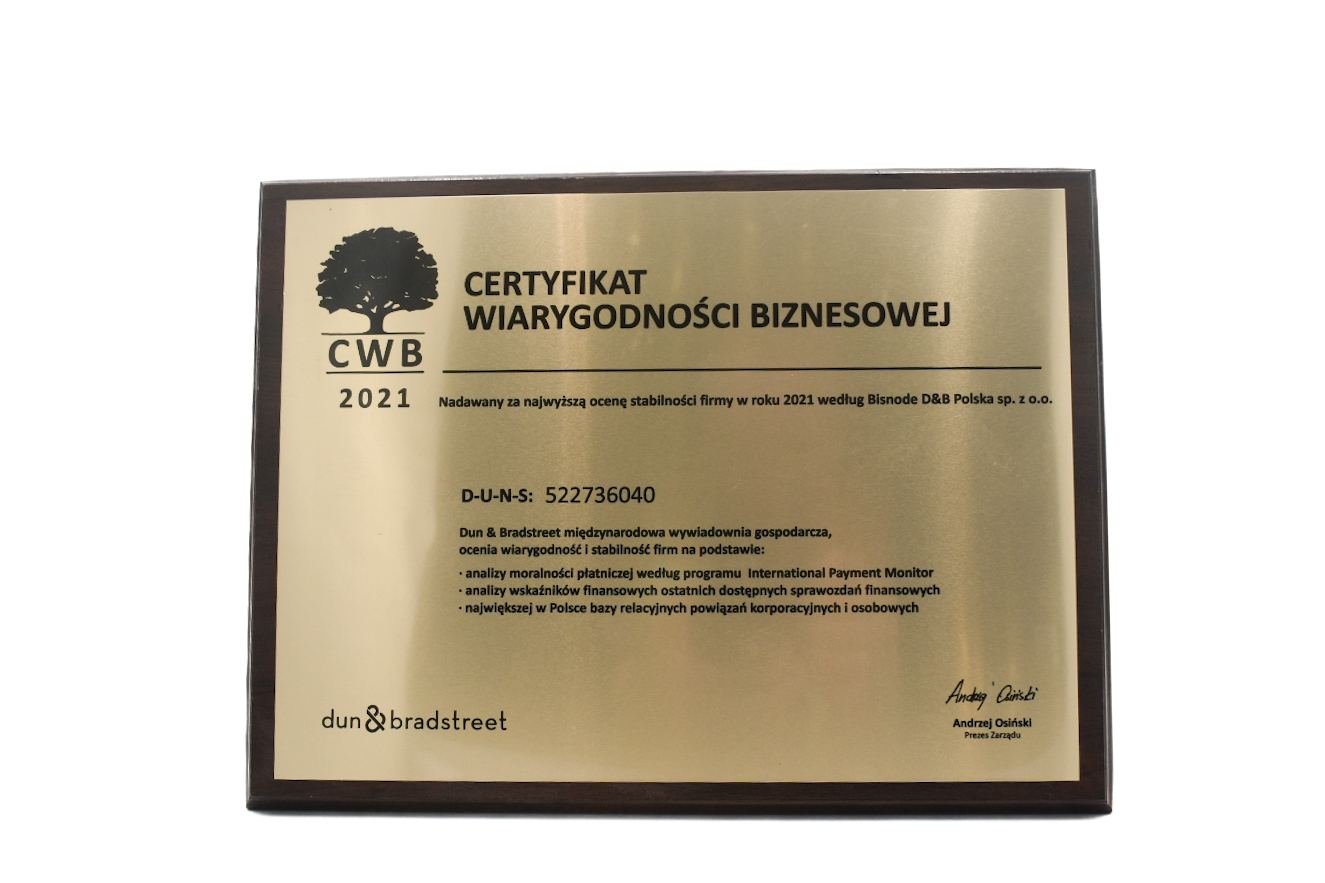 CWB
2021
CERTYFIKAT
WIARYGODNOŚCI BIZNESOWEJ
Nadawany za najwyższą ocenę stabilności firmy w roku 2021 według Bisnode D&B Polska sp. z o.o.
D-U-N-S: 522736040
Dun & Bradstreet międzynarodowa wywiadownia gospodarcza,
ocenia wiarygodność i stabilność firm na podstawie:
· analizy moralności płatniczej według programu International Payment Monitor
· analizy wskaźników finansowych ostatnich dostępnych sprawozdań finansowych
· największej w Polsce bazy relacyjnych powiązań korporacyjnych i osobowych
dun&bradstreet
Andrzej Osiński
Andrzej Osiński
Prezes Zarządu